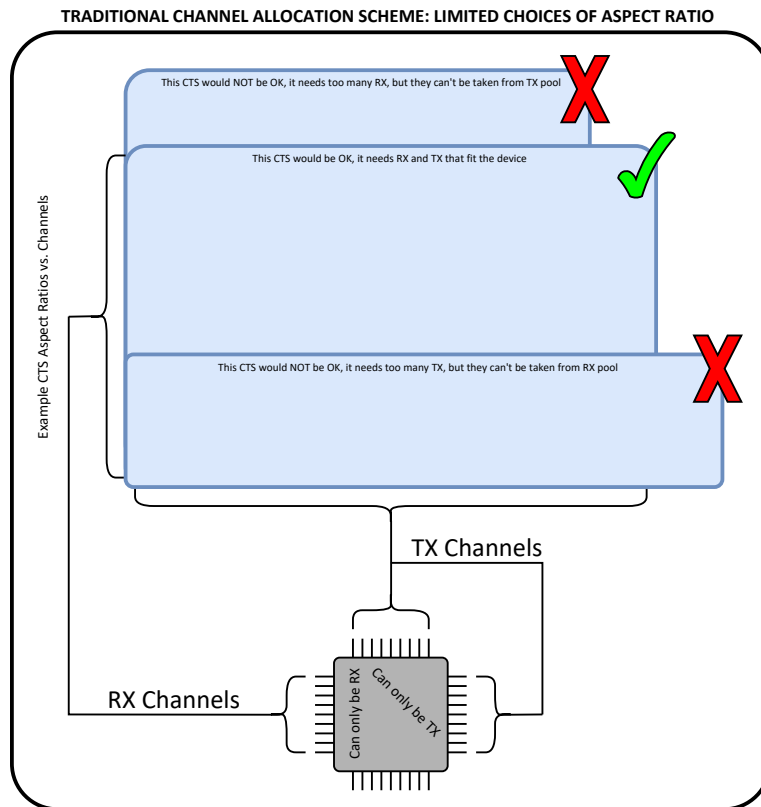 TRADITIONAL CHANNEL ALLOCATION SCHEME: LIMITED CHOICES OF ASPECT RATIO
This CTS would NOT be OK, it needs too many RX, but they can't be taken from TX pool
X
This CTS would be OK, it needs RX and TX that fit the device
Example CTS Aspect Ratios vs. Channels
This CTS would NOT be OK, it needs too many TX, but they can't be taken from RX pool
X
TX Channels
RX Channels
Can only be RX
Can only be TX